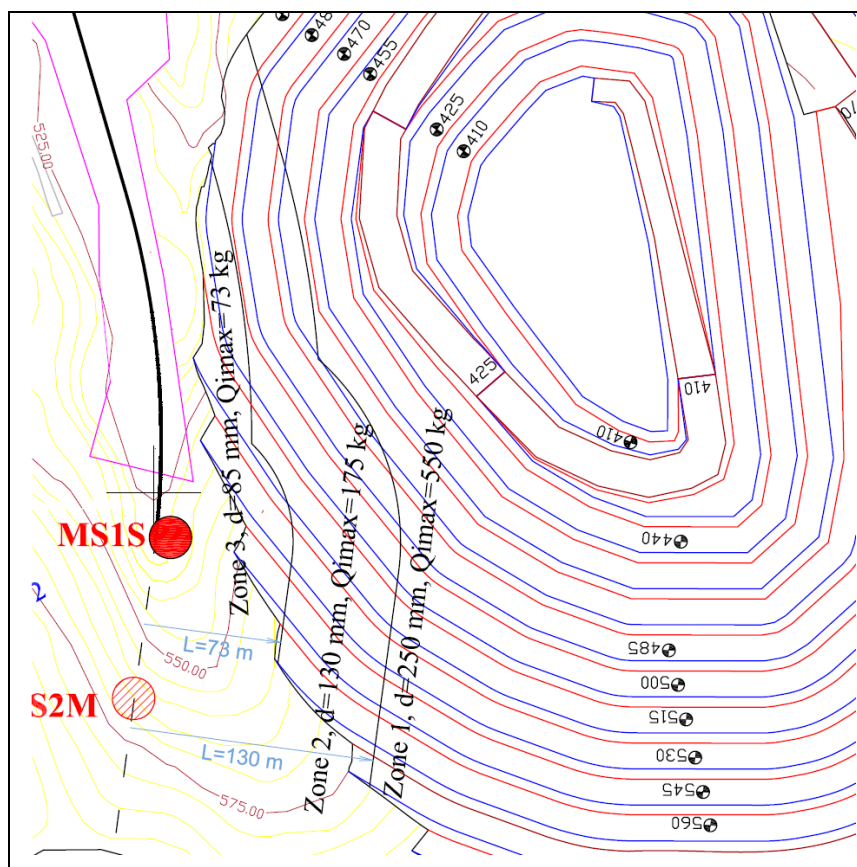 470
455
425
410
525.00
Zone 3, d=85 mm, Qimax=73 kg
Zone 2, d=130 mm, Qimax=175 kg
Zone 1, d=250 mm, Qimax=550 kg
425
410
410
MS1S
440
2
L=73 m
550.00
485
S2M
500
515
L=130 m
530
575.00
545
560